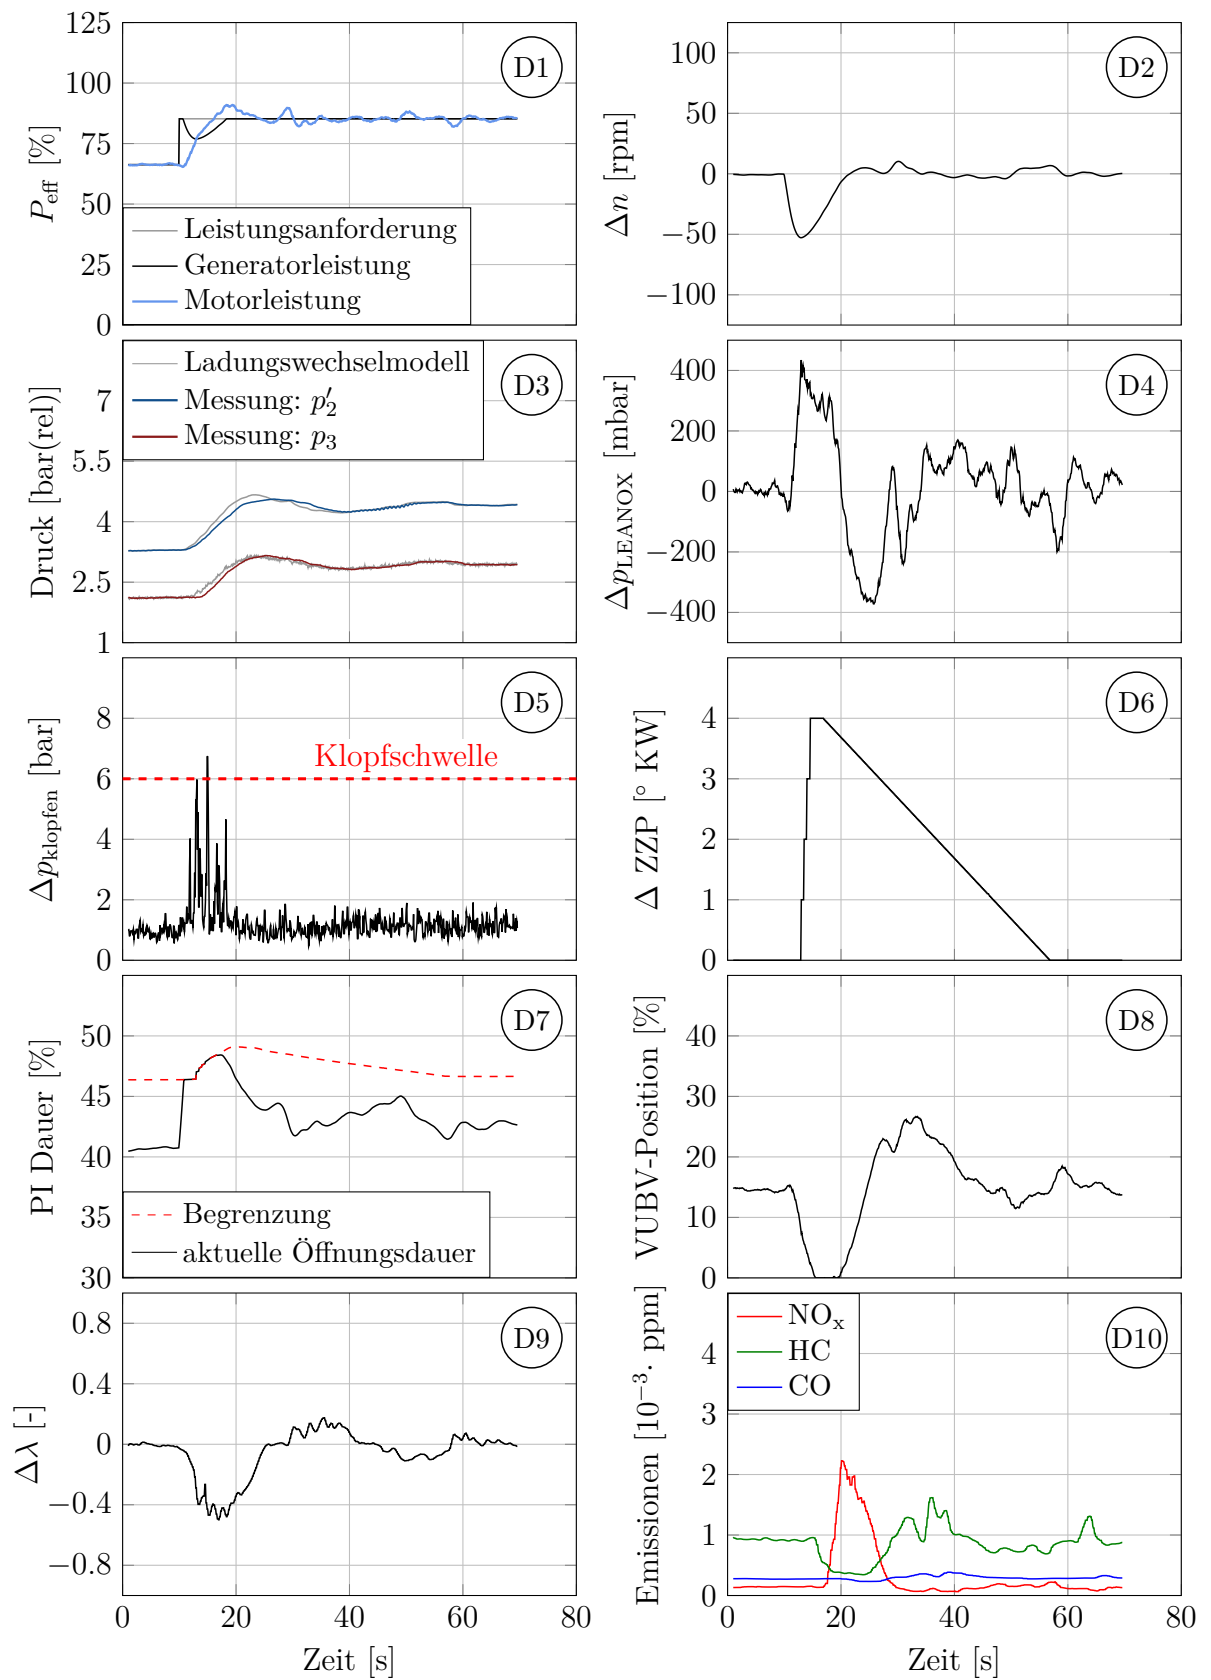 125
100
75
50
25
0
P_eff [%]
D1
Leistungsanforderung
Generatorleistung
Motorleistung
100
50
0
−50
−100
Δn [rpm]
D2
7
5.5
4
2.5
1
Druck [bar(rel)]
D3
Ladungswechselmodell
Messung: p′₂
Messung: p₃
400
200
0
−200
−400
Δp_LEANOX [mbar]
D4
8
6
4
2
0
Δp_klopfen [bar]
D5
Klopfschwelle
4
3
2
1
0
Δ ZZP [° KW]
D6
50
45
40
35
30
PI Dauer [%]
D7
Begrenzung
aktuelle Öffnungsdauer
40
30
20
10
0
VUBV-Position [%]
D8
0.8
0.4
0
−0.4
−0.8
Δλ [-]
D9
0 20 40 60 80
Zeit [s]
4
3
2
1
0
Emissionen [10⁻³· ppm]
D10
NOₓ
HC
CO
0 20 40 60 80
Zeit [s]